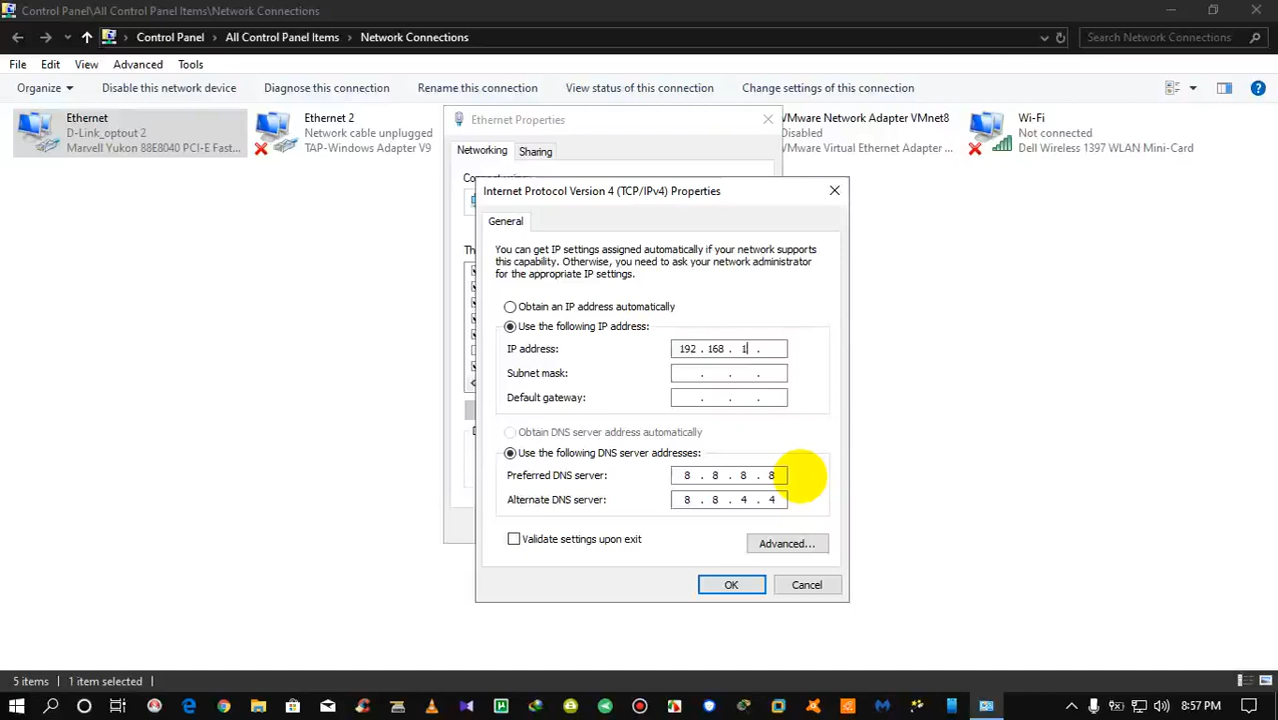 Control Panel\All Control Panel Items\Network Connections
Control Panel > All Control Panel Items > Network Connections
Search Network Connections
File Edit View Advanced Tools
Organize Disable this network device Diagnose this connection Rename this connection View status of this connection Change settings of this connection
Ethernet
D-Link_optout 2
Marvell Yukon 88E8040 PCI-E Fast...
Ethernet 2
Network cable unplugged
TAP-Windows Adapter V9
VMware Network Adapter VMnet8
Disabled
VMware Virtual Ethernet Adapter ...
Wi-Fi
Not connected
Dell Wireless 1397 WLAN Mini-Card
Ethernet Properties
Networking Sharing
Internet Protocol Version 4 (TCP/IPv4) Properties
General
You can get IP settings assigned automatically if your network supports
this capability. Otherwise, you need to ask your network administrator
for the appropriate IP settings.
Obtain an IP address automatically
Use the following IP address:
IP address: 192 . 168 . 1 .
Subnet mask: . . .
Default gateway: . . .
Obtain DNS server address automatically
Use the following DNS server addresses:
Preferred DNS server: 8 . 8 . 8 . 8
Alternate DNS server: 8 . 8 . 4 . 4
Validate settings upon exit
Advanced...
OK Cancel
5 items 1 item selected
8:57 PM